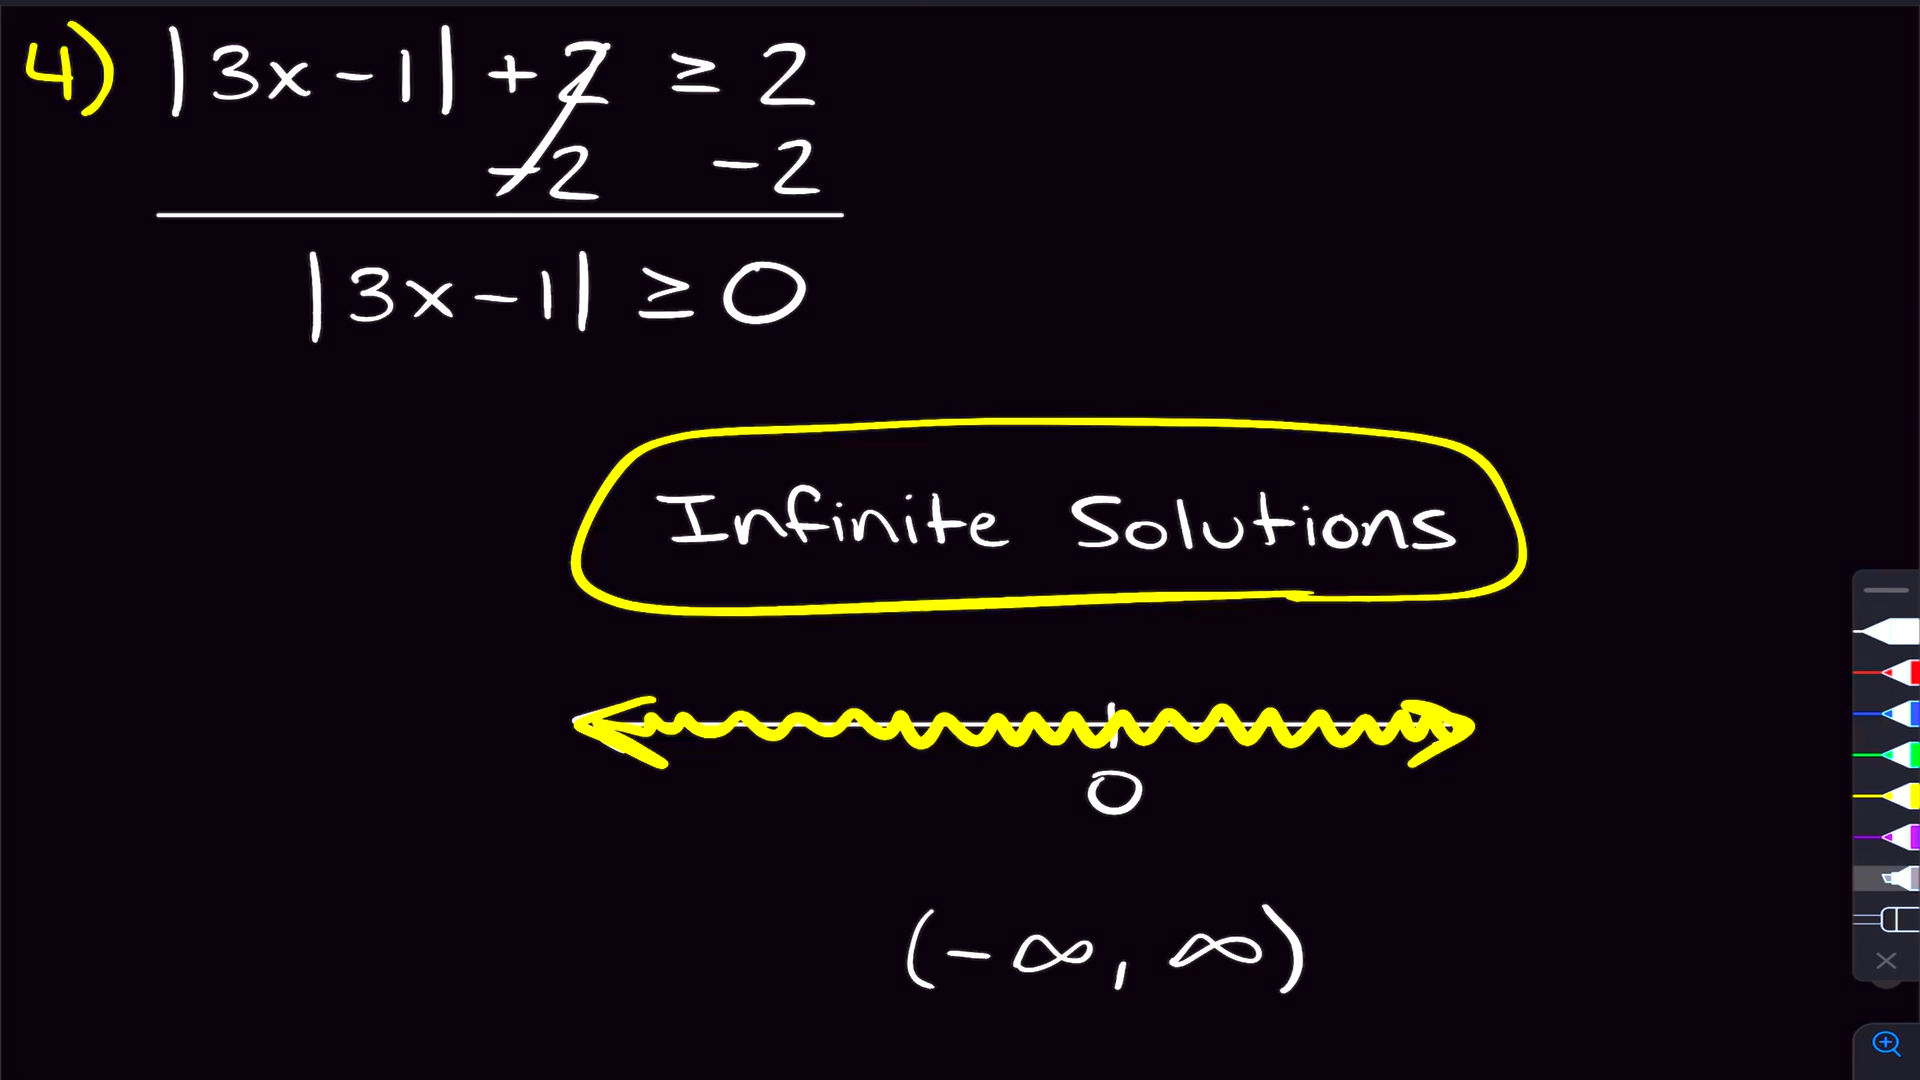 4) |3x-1| + 2 ≥ 2
-2 -2
|3x-1| ≥ 0
Infinite Solutions
0
(-∞, ∞)